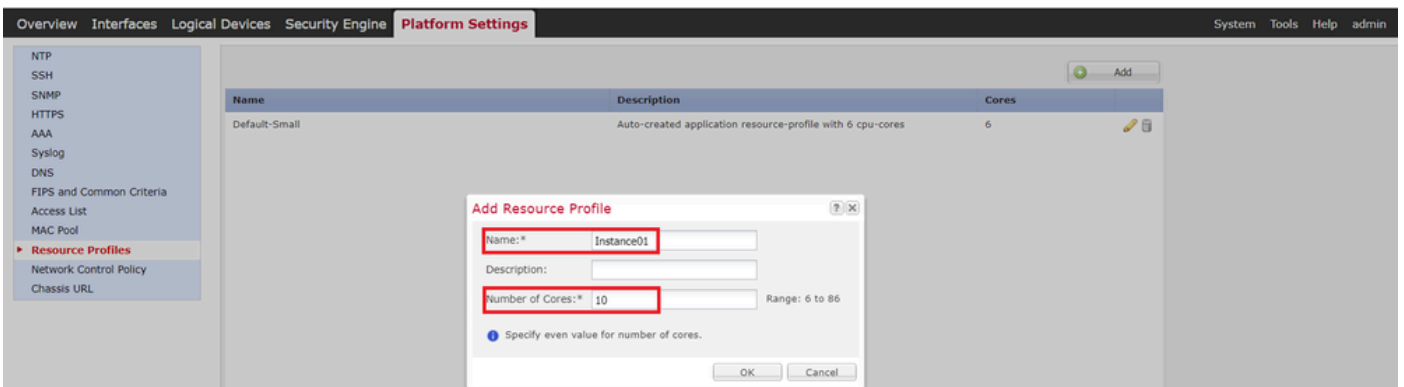 Overview Interfaces Logical Devices Security Engine Platform Settings System Tools Help admin
NTP
SSH
SNMP
HTTPS
AAA
Syslog
DNS
FIPS and Common Criteria
Access List
MAC Pool
Resource Profiles
Network Control Policy
Chassis URL
Add
Name Description Cores
Default-Small Auto-created application resource-profile with 6 cpu-cores 6
Add Resource Profile ? X
Name:* Instance01
Description:
Number of Cores:* 10 Range: 6 to 86
i Specify even value for number of cores.
OK Cancel